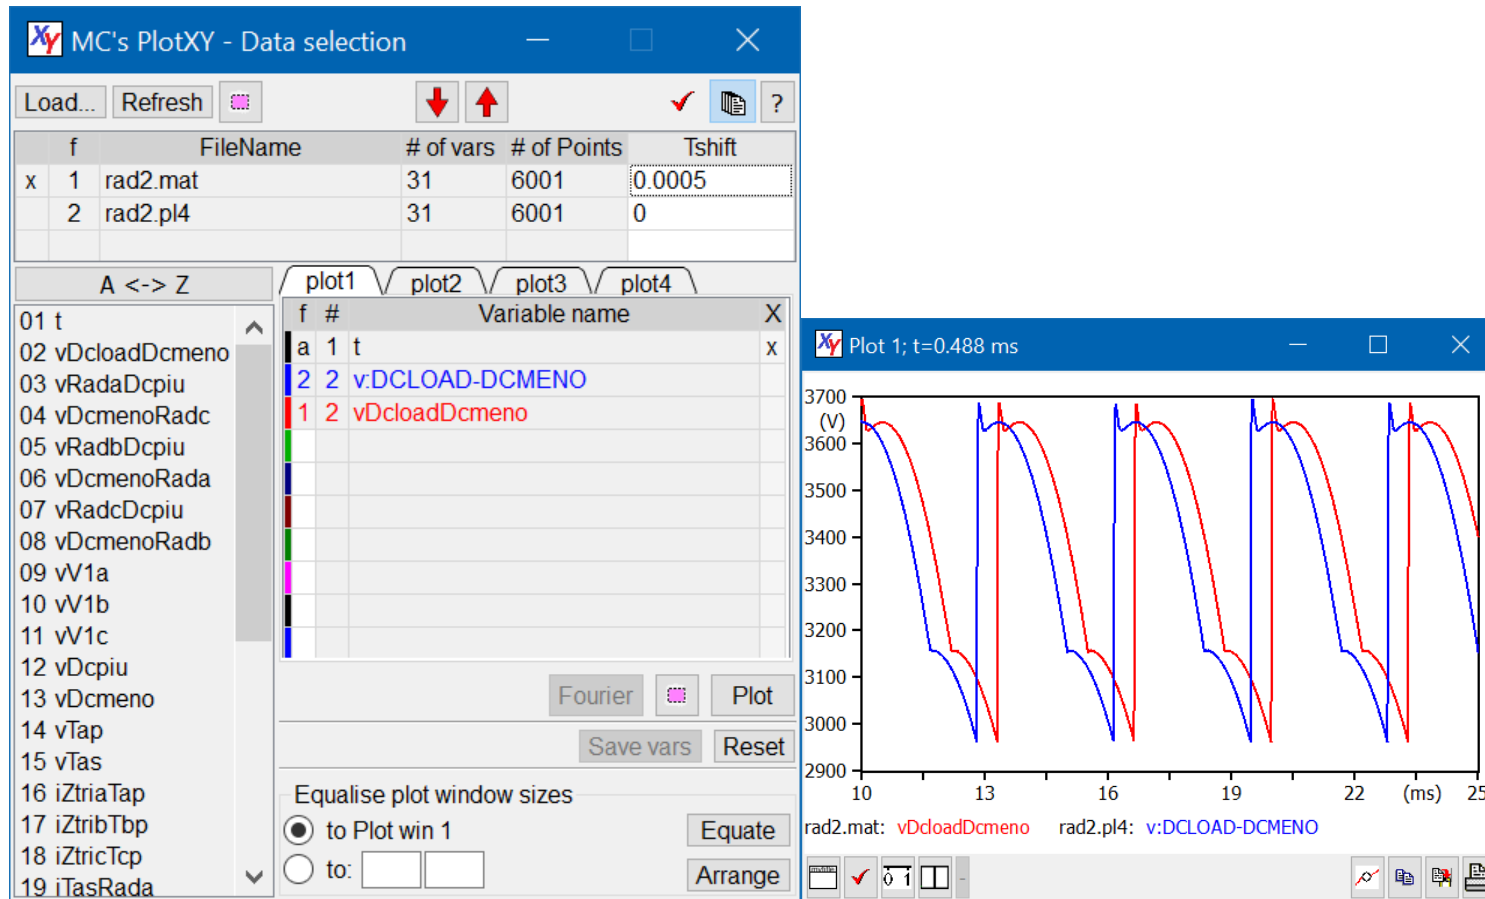 MC's PlotXY - Data selection
Load... Refresh ?
f FileName # of vars # of Points Tshift
x 1 rad2.mat 31 6001 0.0005
2 rad2.pl4 31 6001 0
A <-> Z
01 t
02 vDcloadDcmeno
03 vRadaDcpiu
04 vDcmenoRadc
05 vRadbDcpiu
06 vDcmenoRada
07 vRadcDcpiu
08 vDcmenoRadb
09 vV1a
10 vV1b
11 vV1c
12 vDcpiu
13 vDcmeno
14 vTap
15 vTas
16 iZtriaTap
17 iZtribTbp
18 iZtricTcp
19 iTasRada
plot1 plot2 plot3 plot4
f # Variable name X
a 1 t x
2 2 v:DCLOAD-DCMENO
1 2 vDcloadDcmeno
Fourier Plot
Save vars Reset
Equalise plot window sizes
to Plot win 1 Equate
to: Arrange
Xy Plot 1; t=0.488 ms
3700
(V)
3600
3500
3400
3300
3200
3100
3000
2900
10 13 16 19 22 (ms) 25
rad2.mat: vDcloadDcmeno rad2.pl4: v:DCLOAD-DCMENO
0 1